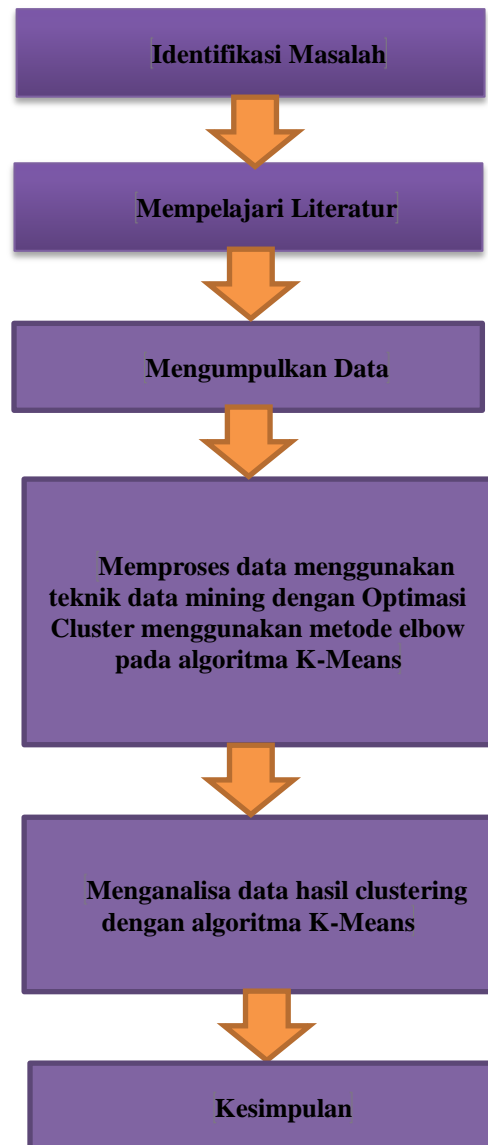 Identifikasi Masalah
Mempelajari Literatur
Mengumpulkan Data
Memproses data menggunakan
teknik data mining dengan Optimasi
Cluster menggunakan metode elbow
pada algoritma K-Means
Menganalisa data hasil clustering
dengan algoritma K-Means
Kesimpulan